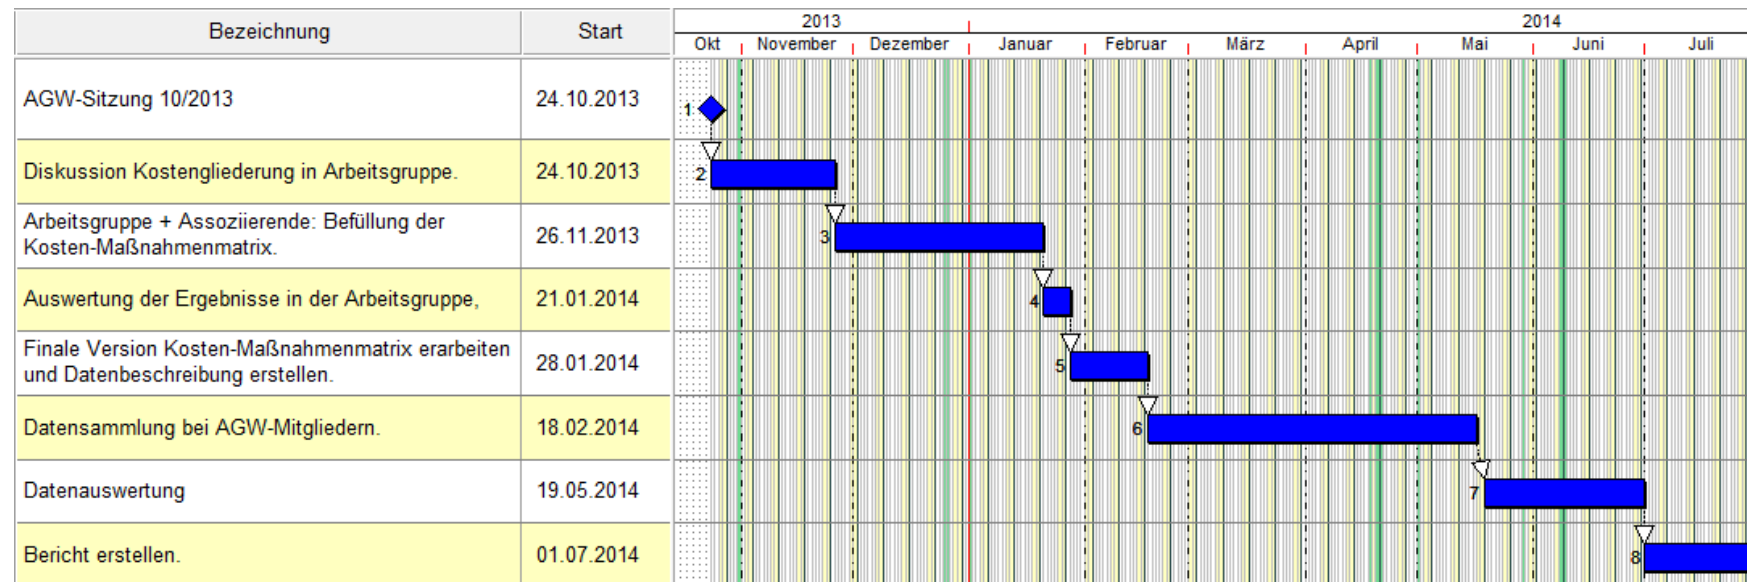 Bezeichnung Start 2013 2014
Okt November Dezember Januar Februar März April Mai Juni Juli
AGW-Sitzung 10/2013 24.10.2013 1
Diskussion Kostengliederung in Arbeitsgruppe. 24.10.2013 2
Arbeitsgruppe + Assoziierende: Befüllung der
Kosten-Maßnahmenmatrix. 26.11.2013 3
Auswertung der Ergebnisse in der Arbeitsgruppe, 21.01.2014 4
Finale Version Kosten-Maßnahmenmatrix erarbeiten
und Datenbeschreibung erstellen. 28.01.2014 5
Datensammlung bei AGW-Mitgliedern. 18.02.2014 6
Datenauswertung 19.05.2014 7
Bericht erstellen. 01.07.2014 8